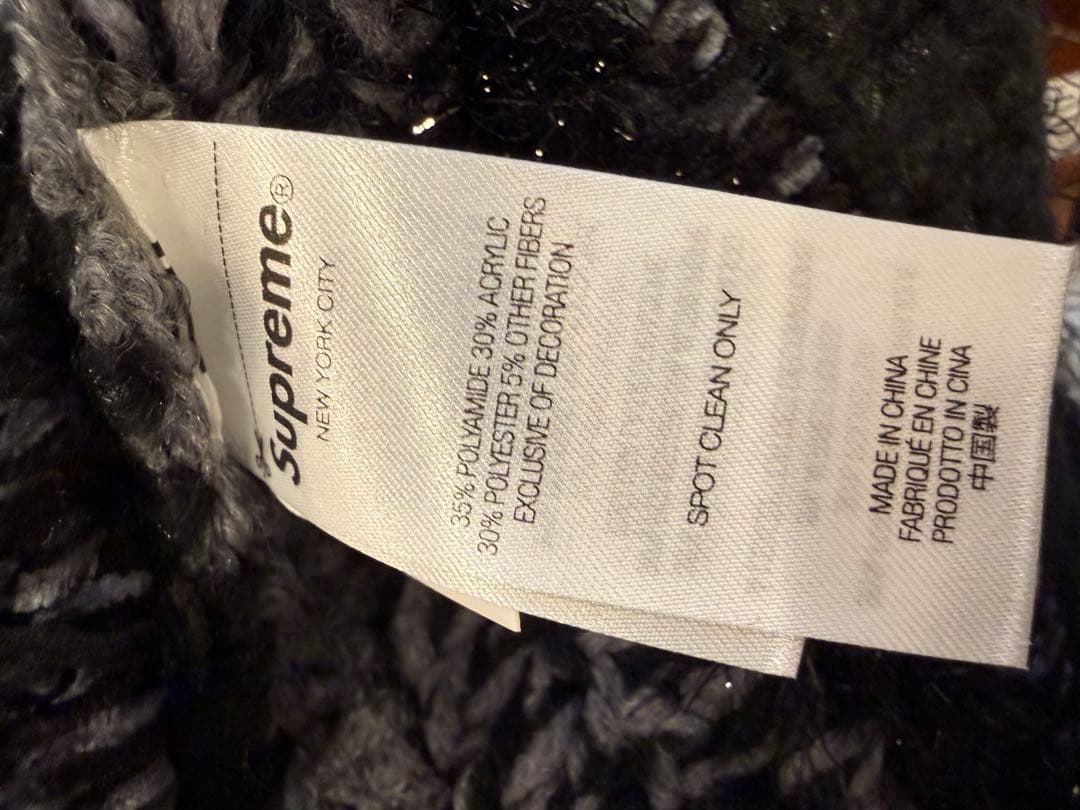 Supreme®
NEW YORK CITY
35% POLYAMIDE 30% ACRYLIC
30% POLYESTER 5% OTHER FIBERS
EXCLUSIVE OF DECORATION
SPOT CLEAN ONLY
MADE IN CHINA
FABRIQUÉ EN CHINE
PRODOTTO IN CINA
中国製